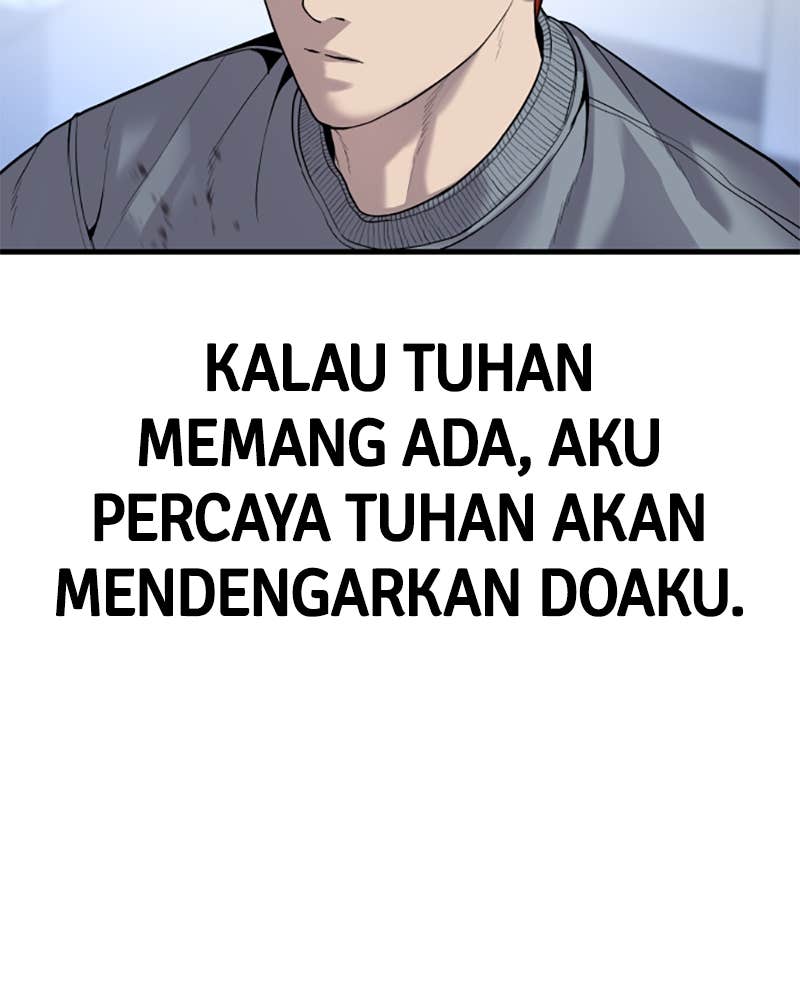 KALAU TUHAN
MEMANG ADA, AKU
PERCAYA TUHAN AKAN
MENDENGARKAN DOAKU.